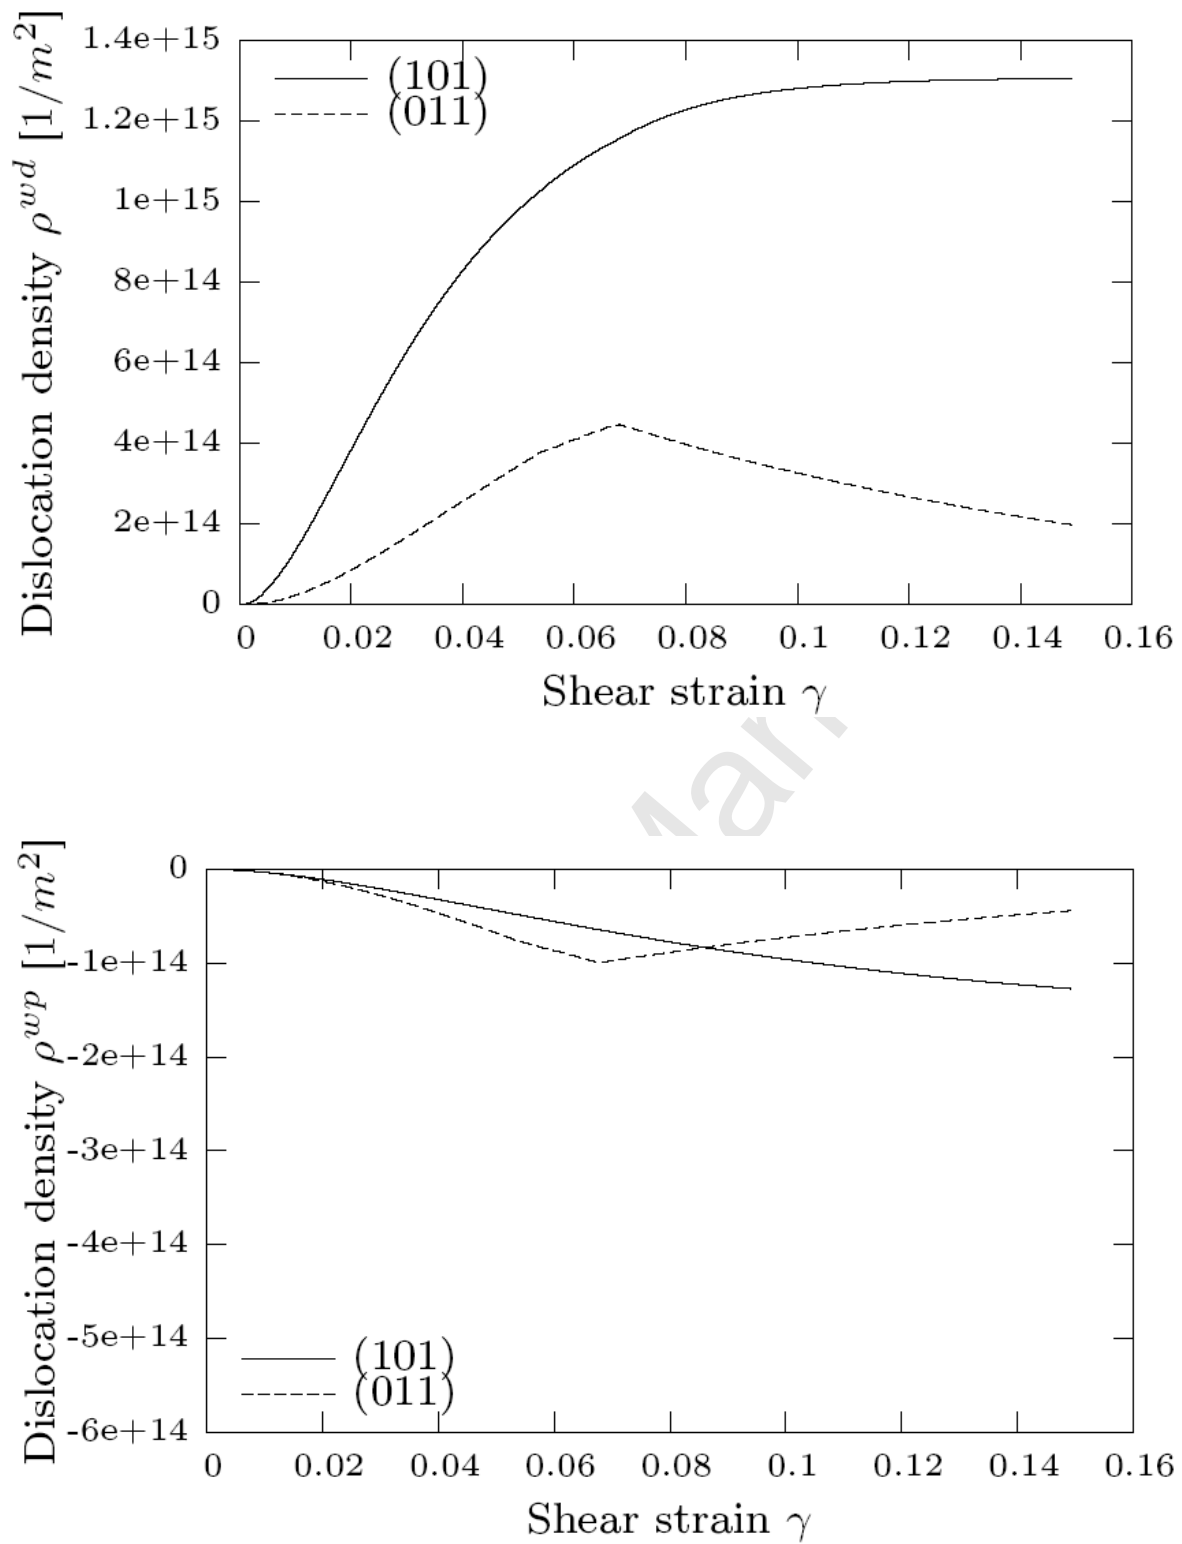 Dislocation density ρ^{wd} [1/m^2]
1.4e+15
1.2e+15
1e+15
8e+14
6e+14
4e+14
2e+14
0
(101)
(011)
0 0.02 0.04 0.06 0.08 0.1 0.12 0.14 0.16
Shear strain γ
Man
Dislocation density ρ^{wp} [1/m^2]
0
-1e+14
-2e+14
-3e+14
-4e+14
-5e+14
-6e+14
(101)
(011)
0 0.02 0.04 0.06 0.08 0.1 0.12 0.14 0.16
Shear strain γ